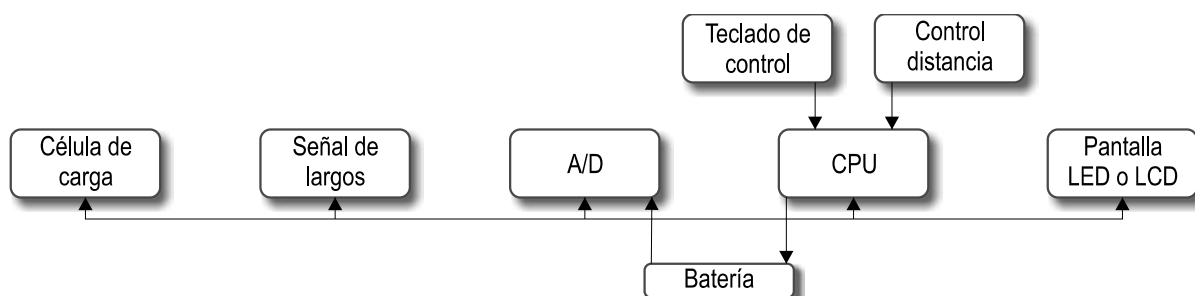 Teclado de
control
Control
distancia
Célula de
carga
Señal de
largos
A/D
CPU
Pantalla
LED o LCD
Batería